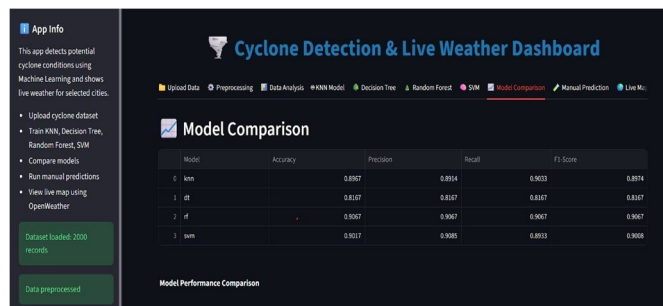 App Info
This app detects potential
cyclone conditions using
Machine Learning and shows
live weather for selected cities.
• Upload cyclone dataset
• Train KNN, Decision Tree,
Random Forest, SVM
• Compare models
• Run manual predictions
• View live map using
OpenWeather
Dataset loaded: 2000
records
Data preprocessed
Cyclone Detection & Live Weather Dashboard
Upload Data Preprocessing Data Analysis KNN Model Decision Tree Random Forest SVM Model Comparison Manual Prediction Live Ma
Model Comparison
Model Accuracy Precision Recall F1-Score
0 knn 0.8967 0.8914 0.9033 0.8974
1 dt 0.8167 0.8167 0.8167 0.8167
2 rf 0.9067 0.9067 0.9067 0.9067
3 svm 0.9017 0.9085 0.8933 0.9008
Model Performance Comparison